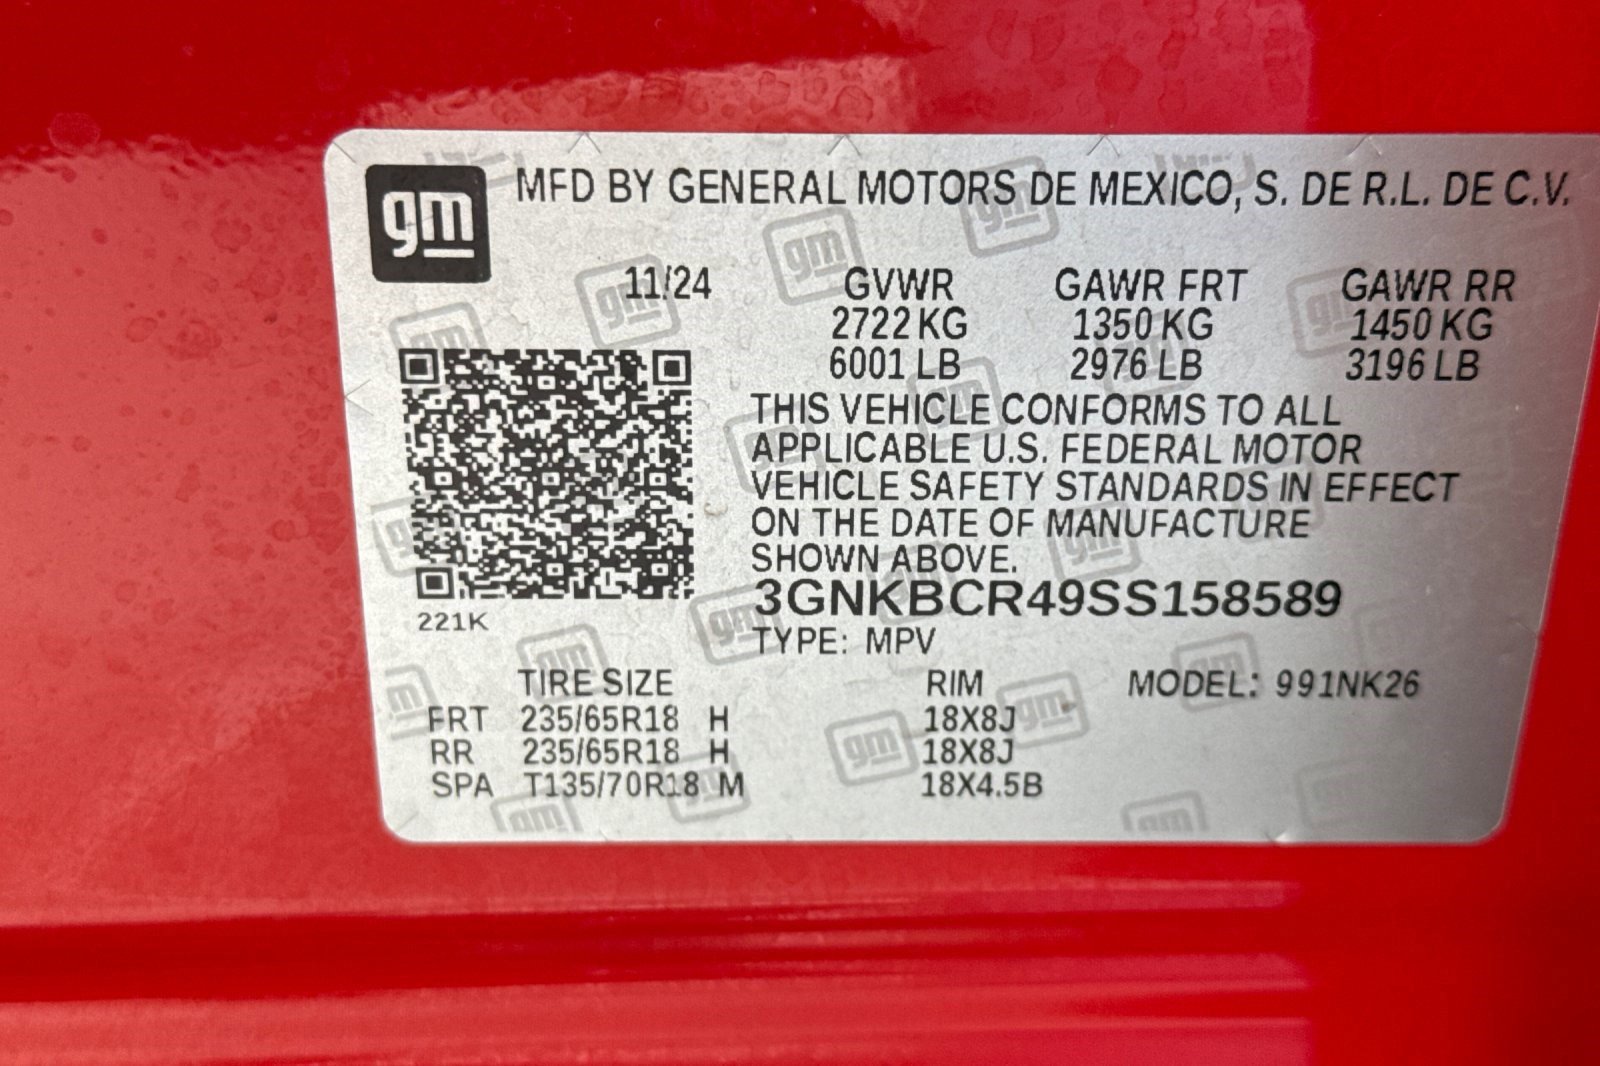 gm MFD BY GENERAL MOTORS DE MEXICO, S. DE R.L. DE C.V.
11/24 GVWR GAWR FRT GAWR RR
2722 KG 1350 KG 1450 KG
6001 LB 2976 LB 3196 LB
THIS VEHICLE CONFORMS TO ALL
APPLICABLE U.S. FEDERAL MOTOR
VEHICLE SAFETY STANDARDS IN EFFECT
ON THE DATE OF MANUFACTURE
SHOWN ABOVE.
3GNKBCR49SS158589
221K
TYPE: MPV
TIRE SIZE RIM MODEL: 991NK26
FRT 235/65R18 H 18X8J
RR 235/65R18 H 18X8J
SPA T135/70R18 M 18X4.5B